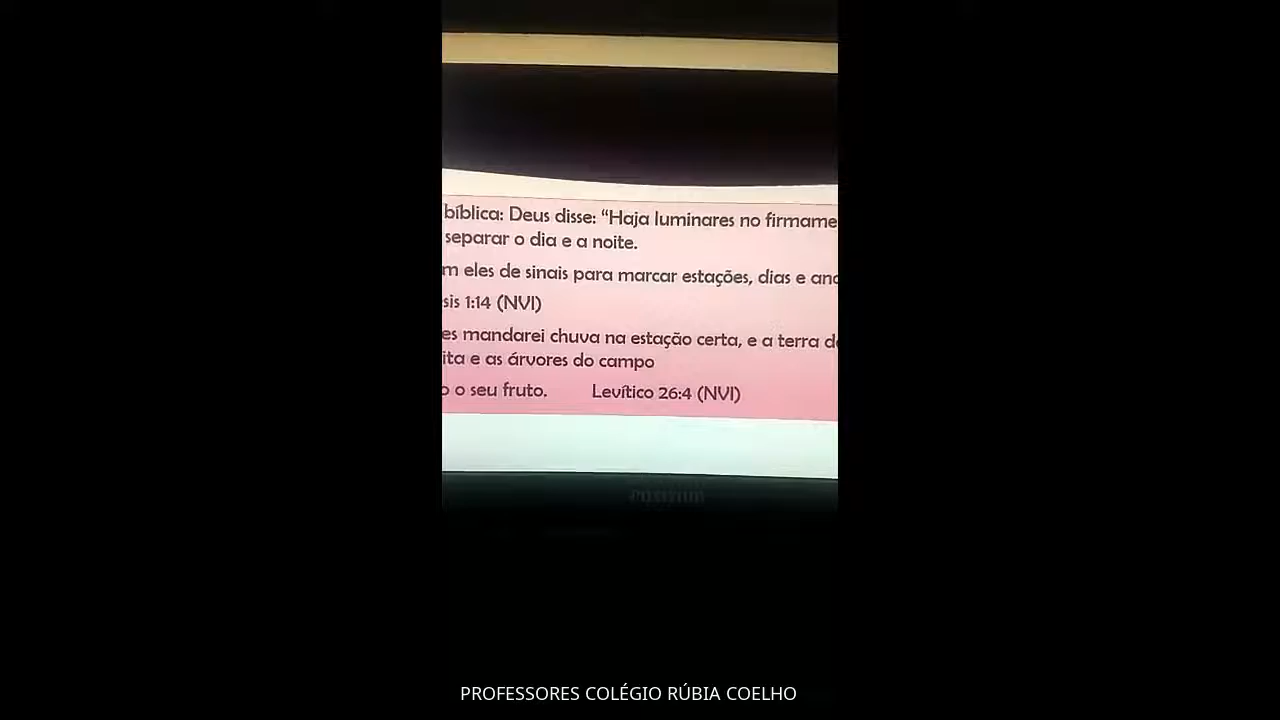 bíblica: Deus disse: “Haja luminares no firmame
separar o dia e a noite.
m eles de sinais para marcar estações, dias e ano
sis 1:14 (NVI)
es mandarei chuva na estação certa, e a terra d
ita e as árvores do campo
o o seu fruto. Levítico 26:4 (NVI)
POSITIVO
PROFESSORES COLÉGIO RÚBIA COELHO